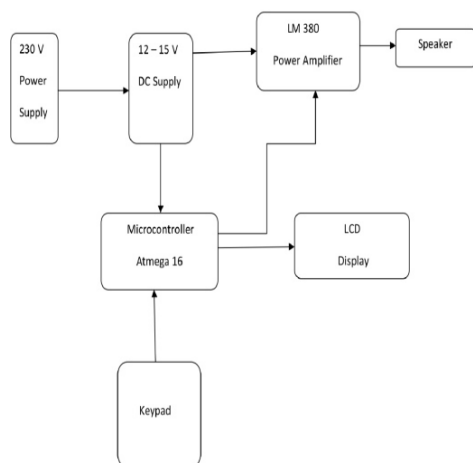 230 V
Power
Supply
12 – 15 V
DC Supply
LM 380
Power Amplifier
Speaker
Microcontroller
Atmega 16
LCD
Display
Keypad